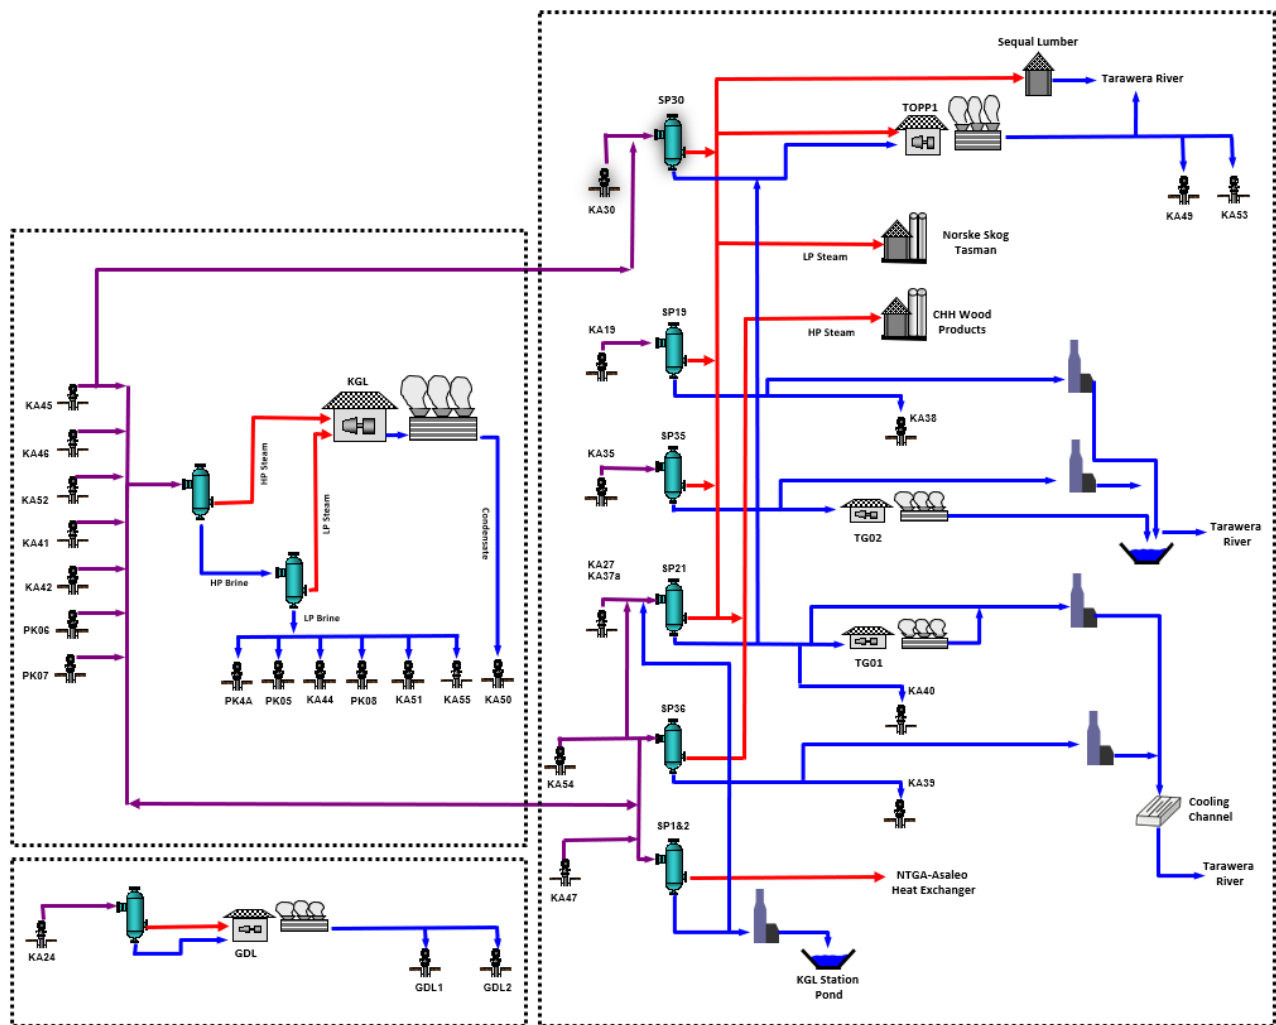 Sequal Lumber
Tarawera River
SP30
TOPP1
KA30
KA49
KA53
Norske Skog
Tasman
LP Steam
CHH Wood
Products
HP Steam
SP19
KA19
KA38
SP35
KA35
TG02
Tarawera
River
KA27
KA37a
SP21
TG01
KA40
SP36
KA54
KA39
Cooling
Channel
SP1&2
KA47
NTGA-Asaleo
Heat Exchanger
Tarawera
River
KGL Station
Pond
KA45
KA46
KA52
KA41
KA42
PK06
PK07
KGL
HP Steam
LP Steam
Condensate
HP Brine
LP Brine
PK4A
PK05
KA44
PK08
KA51
KA55
KA50
KA24
GDL
GDL1
GDL2